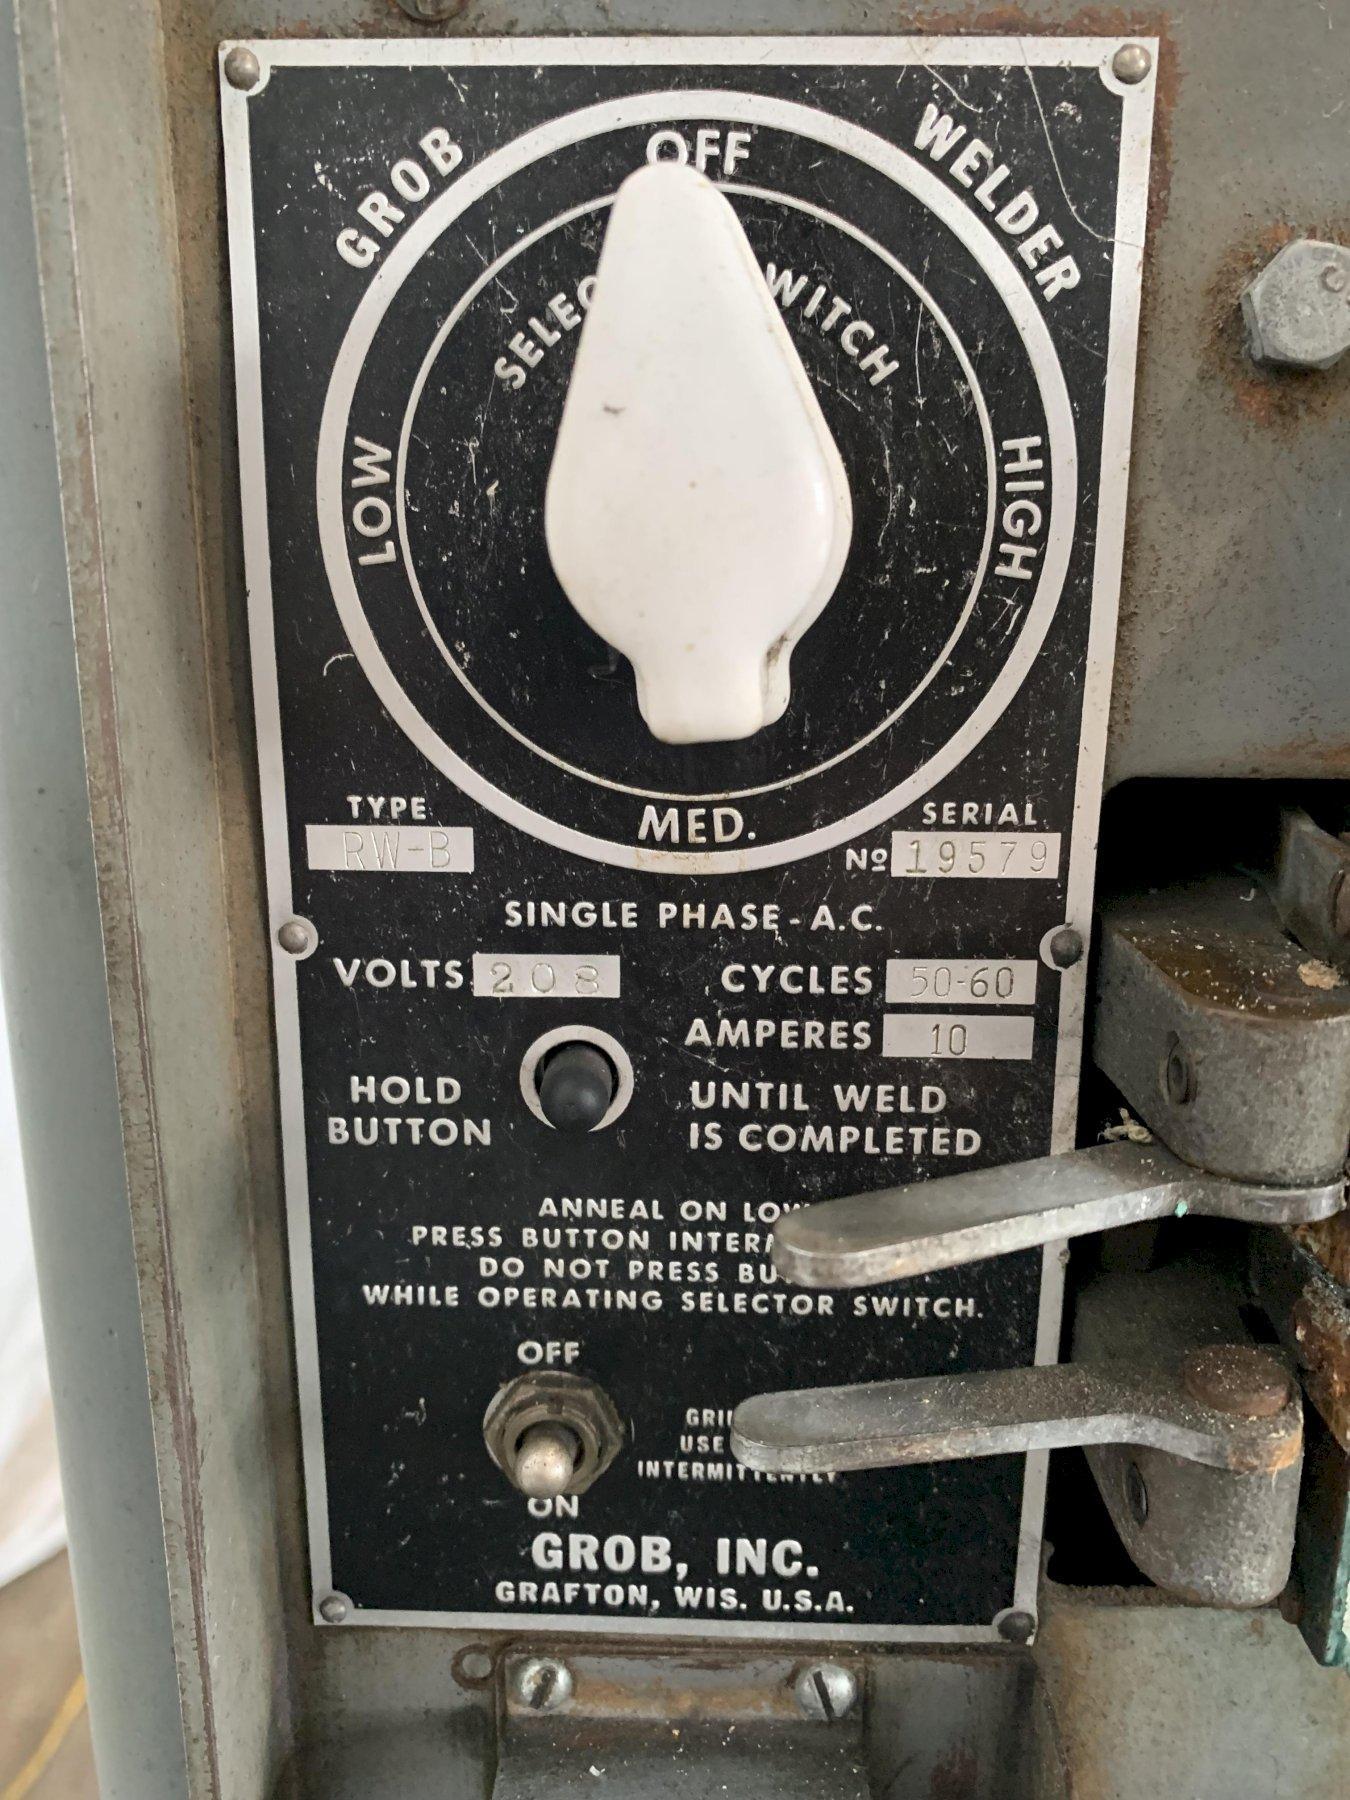 GROB WELDER
OFF
SELEC WITCH
LOW HIGH
MED.
TYPE
RW-B
SERIAL
Nº 19579
SINGLE PHASE - A.C.
VOLTS 208
CYCLES 50-60
AMPERES 10
HOLD
BUTTON
UNTIL WELD
IS COMPLETED
ANNEAL ON LOW
PRESS BUTTON INTERM
DO NOT PRESS BU
WHILE OPERATING SELECTOR SWITCH.
OFF
GRI
USE
INTERMITTENTLY
ON
GROB, INC.
GRAFTON, WIS. U.S.A.